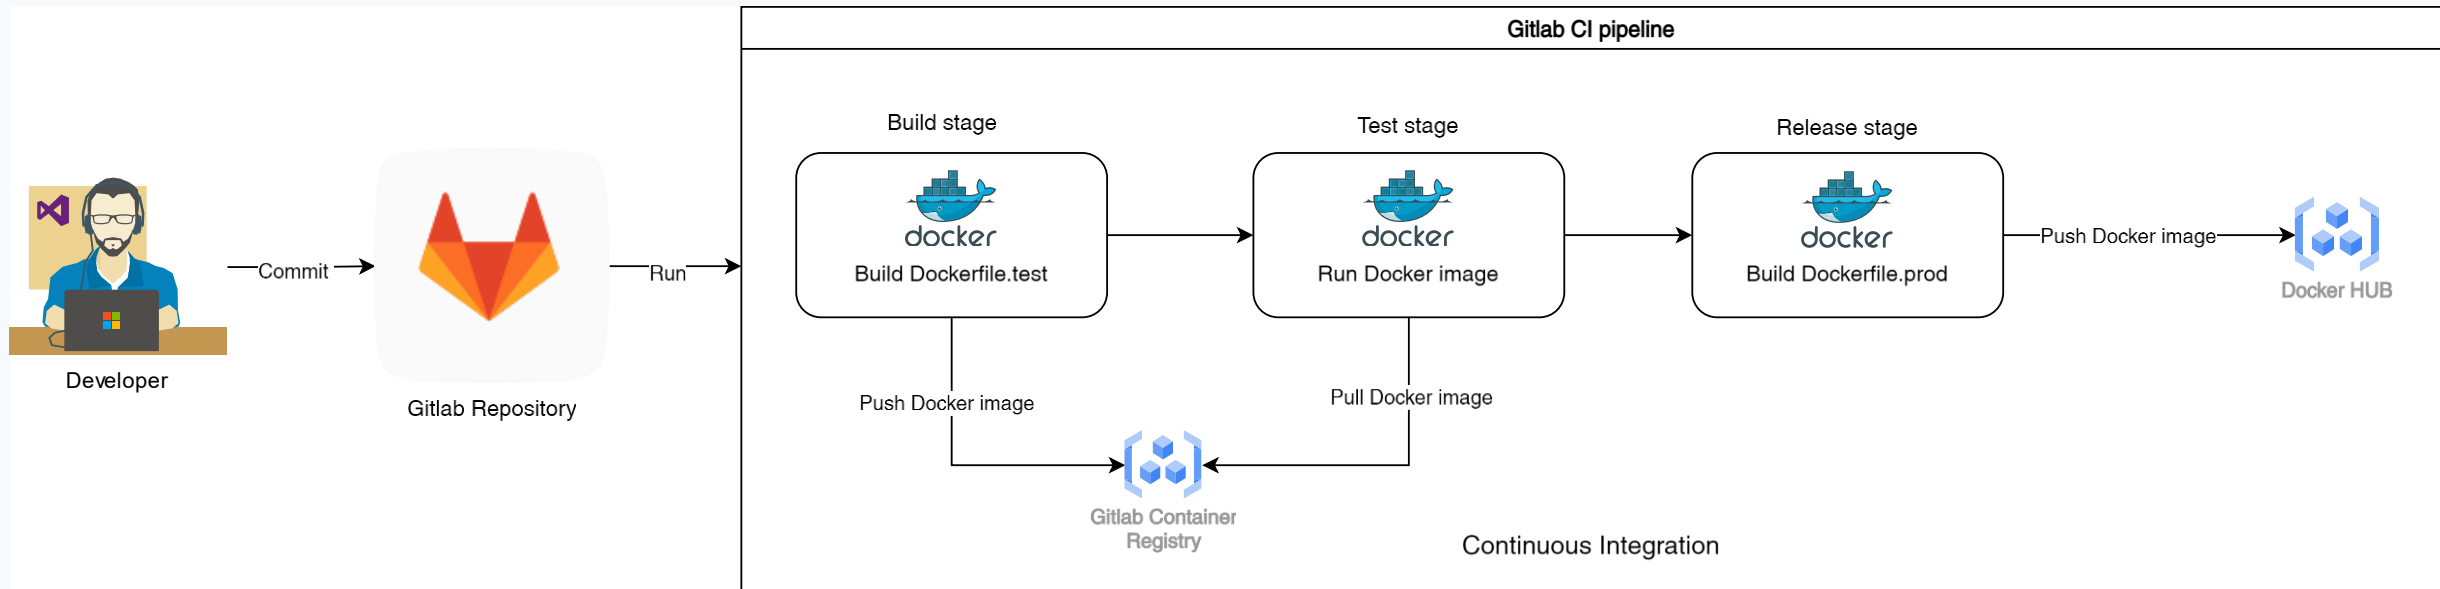 Gitlab CI pipeline
Build stage
Test stage
Release stage
docker
Build Dockerfile.test
docker
Run Docker image
docker
Build Dockerfile.prod
Commit
Run
Push Docker image
Docker HUB
Developer
Gitlab Repository
Push Docker image
Pull Docker image
Gitlab Container
Registry
Continuous Integration